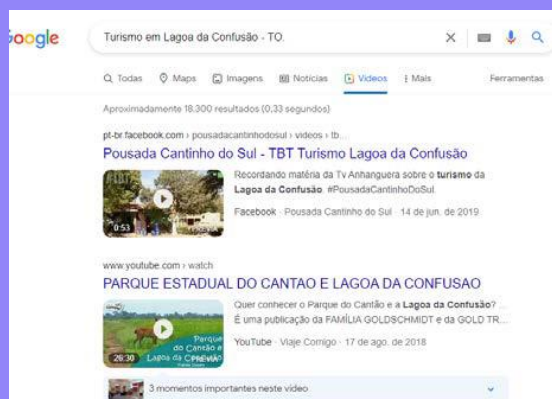 Google
Turismo em Lagoa da Confusão - TO.
Todas Maps Imagens Notícias Vídeos Mais Ferramentas
Aproximadamente 18.300 resultados (0,33 segundos)
pt-br.facebook.com › pousadacantinhodosul › videos › tb...
Pousada Cantinho do Sul - TBT Turismo Lagoa da Confusão
Recordando matéria da Tv Anhanguera sobre o turismo da
Lagoa da Confusão. #PousadaCantinhoDoSul
Facebook · Pousada Cantinho do Sul · 14 de jun. de 2019
#TBT
0:53
www.youtube.com › watch
PARQUE ESTADUAL DO CANTAO E LAGOA DA CONFUSAO
Quer conhecer o Parque do Cantão e a Lagoa da Confusão? ...
É uma publicação da FAMÍLIA GOLDSCHMIDT e da GOLD TR...
YouTube · Viaje Comigo · 17 de ago. de 2018
Parque
do Cantão e
Lagoa da Confusão
PRÉVIA
26:30
3 momentos importantes neste vídeo